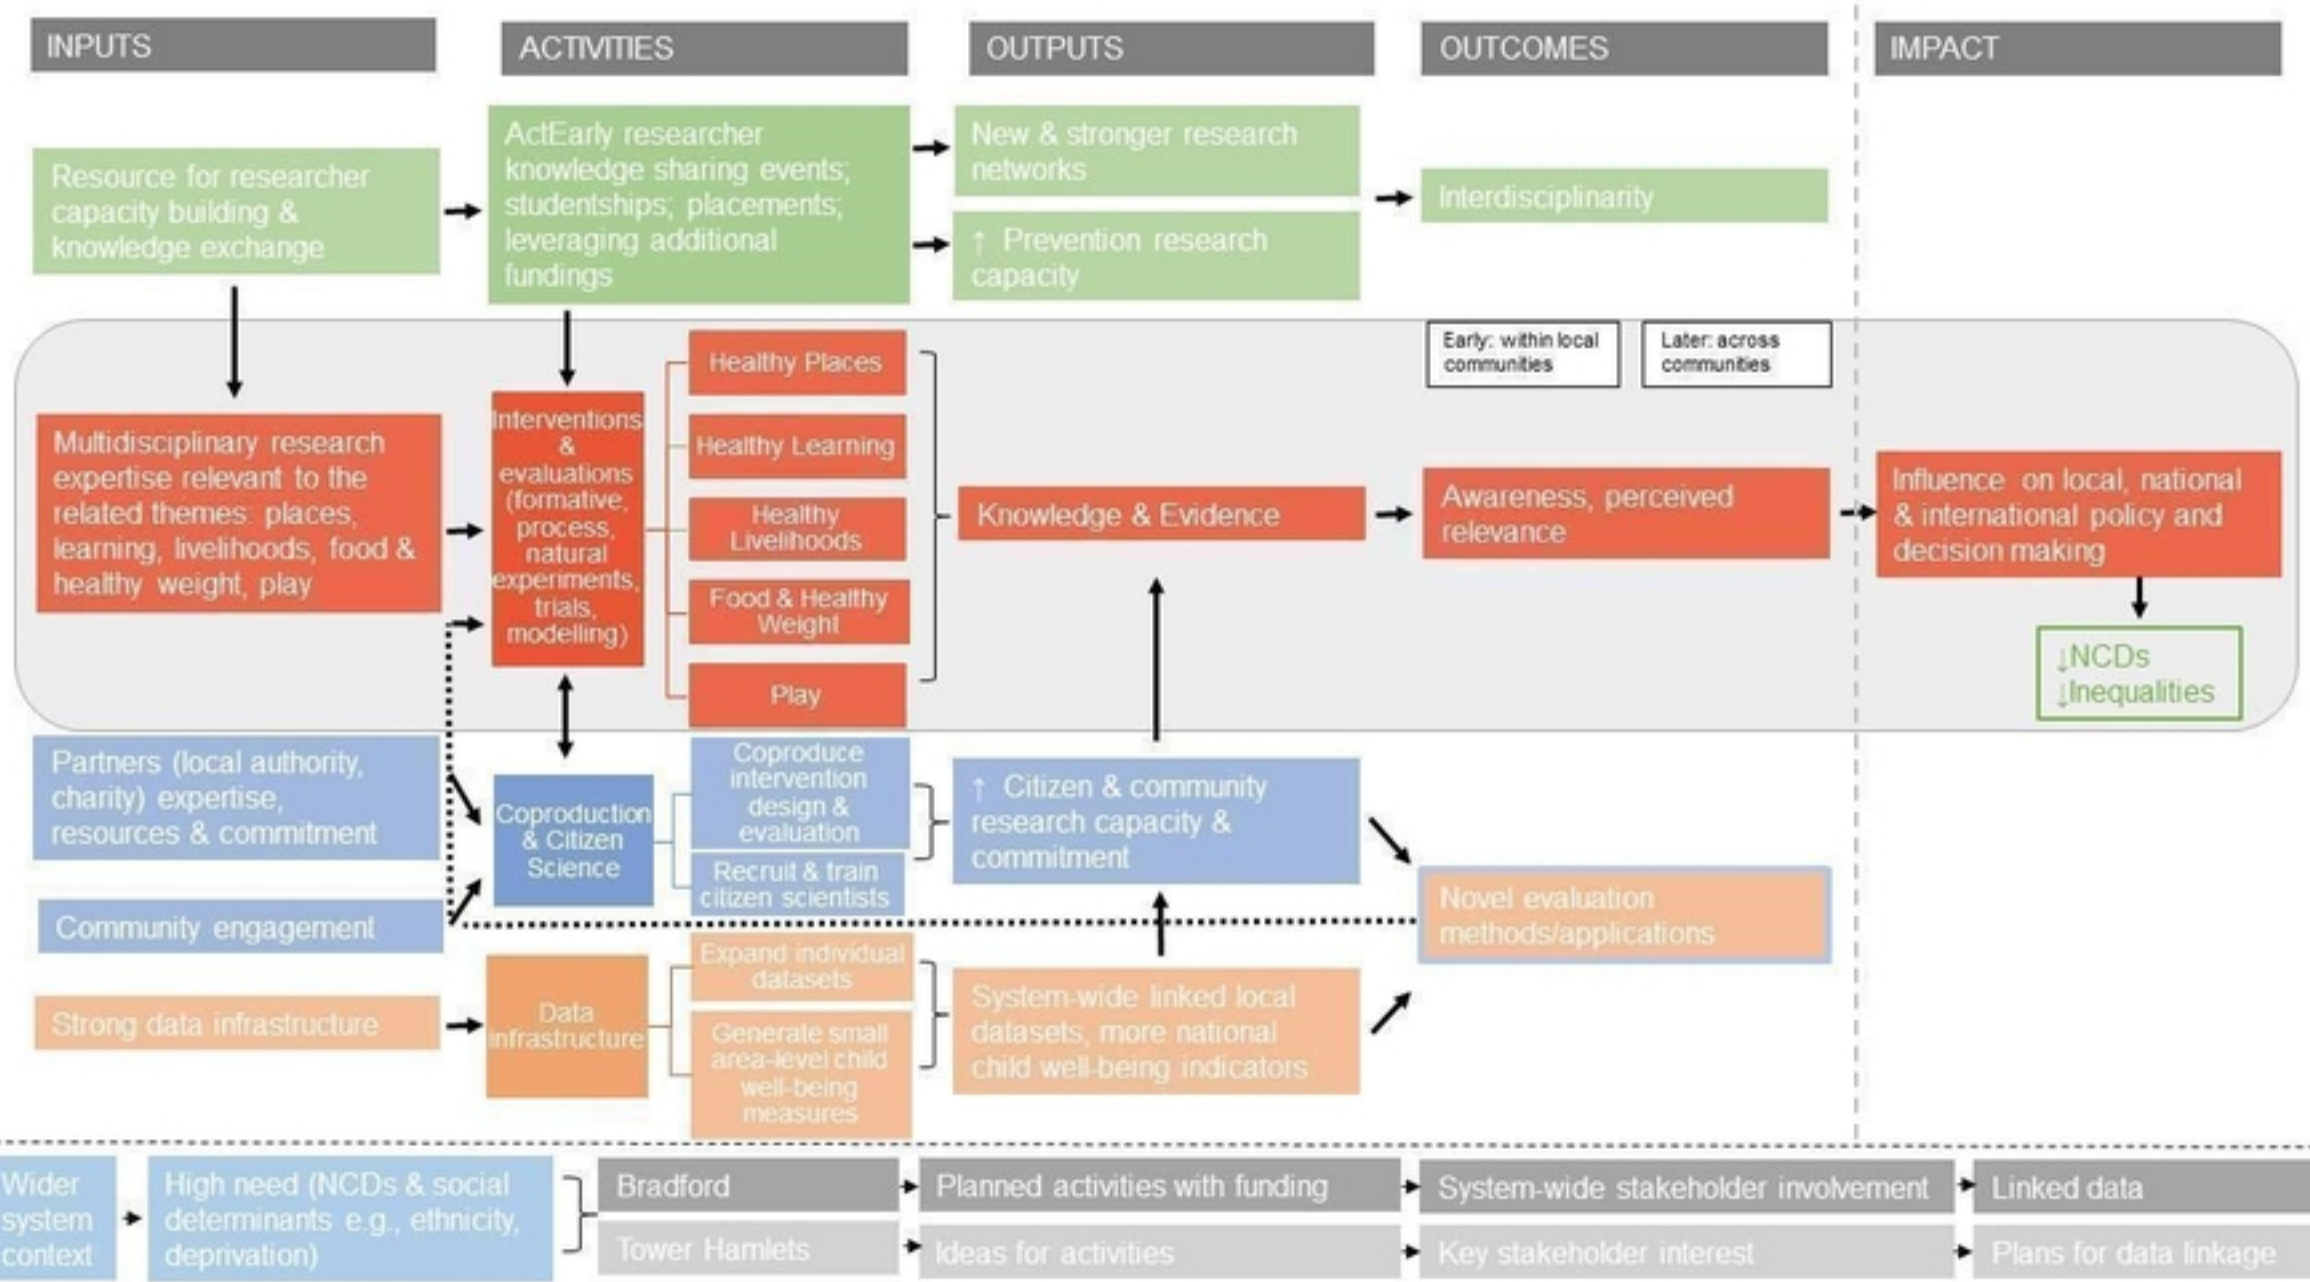 INPUTS
ACTIVITIES
OUTPUTS
OUTCOMES
IMPACT
Resource for researcher
capacity building &
knowledge exchange
ActEarly researcher
knowledge sharing events;
studentships; placements;
leveraging additional
fundings
New & stronger research
networks
↑ Prevention research
capacity
Interdisciplinarity
Early: within local
communities
Later: across
communities
Multidisciplinary research
expertise relevant to the
related themes: places,
learning, livelihoods, food &
healthy weight, play
Interventions
&
evaluations
(formative,
process,
natural
experiments,
trials,
modelling)
Healthy Places
Healthy Learning
Healthy
Livelihoods
Food & Healthy
Weight
Play
Knowledge & Evidence
Awareness, perceived
relevance
Influence on local, national
& international policy and
decision making
↓NCDs
↓Inequalities
Partners (local authority,
charity) expertise,
resources & commitment
Community engagement
Coproduction
& Citizen
Science
Coproduce
intervention
design &
evaluation
Recruit & train
citizen scientists
↑ Citizen & community
research capacity &
commitment
Novel evaluation
methods/applications
Strong data infrastructure
Data
infrastructure
Expand individual
datasets
Generate small
area-level child
well-being
measures
System-wide linked local
datasets, more national
child well-being indicators
Wider
system
context
High need (NCDs & social
determinants e.g., ethnicity,
deprivation)
Bradford
Planned activities with funding
System-wide stakeholder involvement
Linked data
Tower Hamlets
Ideas for activities
Key stakeholder interest
Plans for data linkage